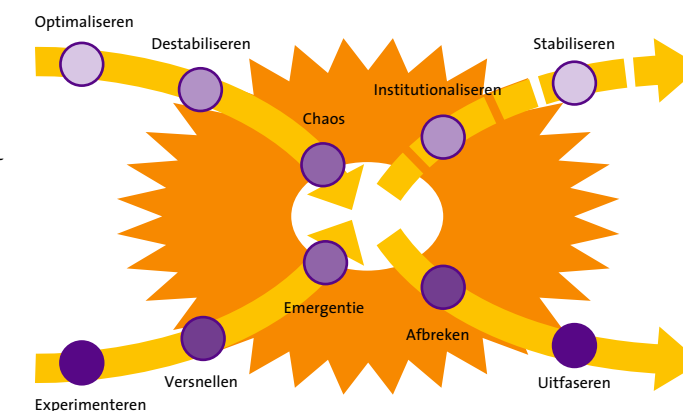 Optimaliseren
Destabiliseren
Stabiliseren
Institutionaliseren
Chaos
Emergentie
Afbreken
Versnellen
Uitfaseren
Experimenteren